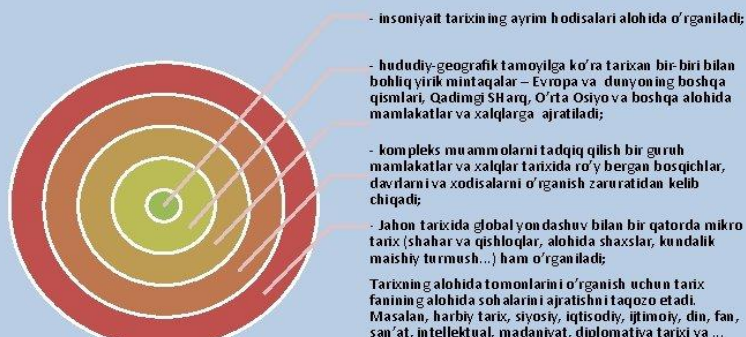 - insoniyait tarixining ayrim hodisalari alohida o’rganiladi;
- hududiy-geografik tamoyilga ko’ra tarixan bir-biri bilan
bohliq yirik mintaqalar – Evropa va dunyoning boshqa
qismlari, Qadimgi SHarq, O’rta Osiyo va boshqa alohida
mamlakatlar va xalqlarga ajratiladi;
- kompleks muammolarni tadqiq qilish bir guruh
mamlakatlar va xalqlar tarixida ro’y bergan bosqichlar,
davrlarni va xodisalarni o’rganish zaruratidan kelib
chiqadi;
- Jahon tarixida global yondashuv bilan bir qatorda mikro
tarix (shahar va qishloqlar, alohida shaxslar, kundalik
maishiy turmush...) ham o’rganiladi;
Tarixning alohida tomonlarini o’rganish uchun tarix
fanining alohida sohalarini ajratishni taqozo etadi.
Masalan, harbiy tarix, siyosiy, iqtisodiy, ijtimoiy, din, fan,
san’at, intellektual, madaniyat, diplomatiya tarixi va ...